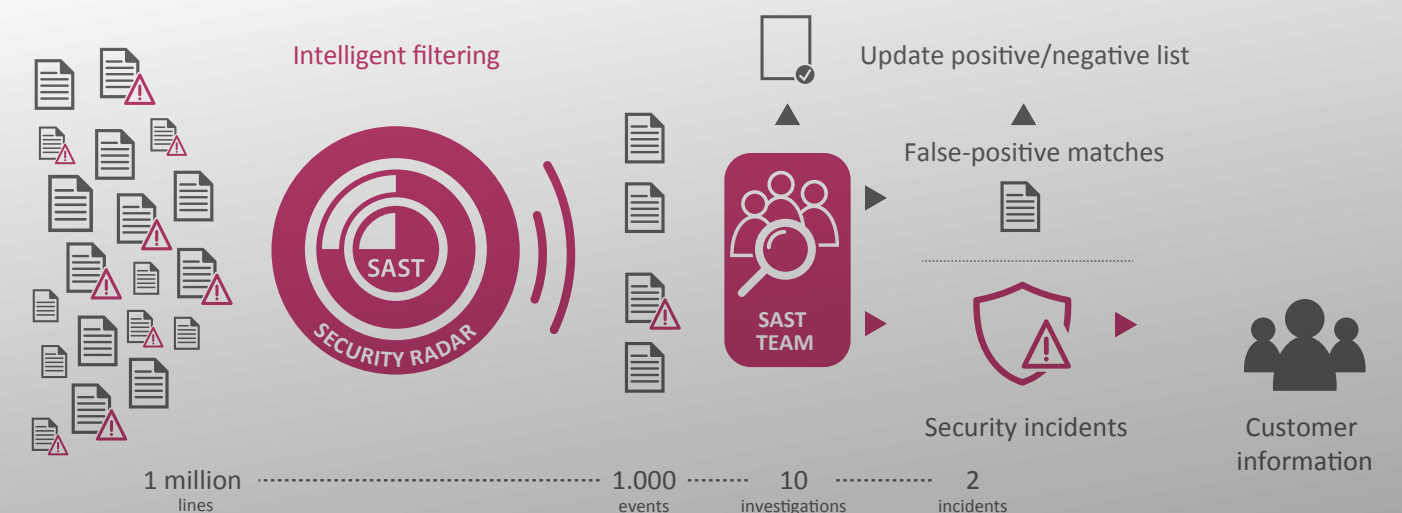 Intelligent filtering
Update positive/negative list
False-positive matches
SAST
SECURITY RADAR
SAST
TEAM
Security incidents
Customer
information
1 million
lines
1.000
events
10
investigations
2
incidents